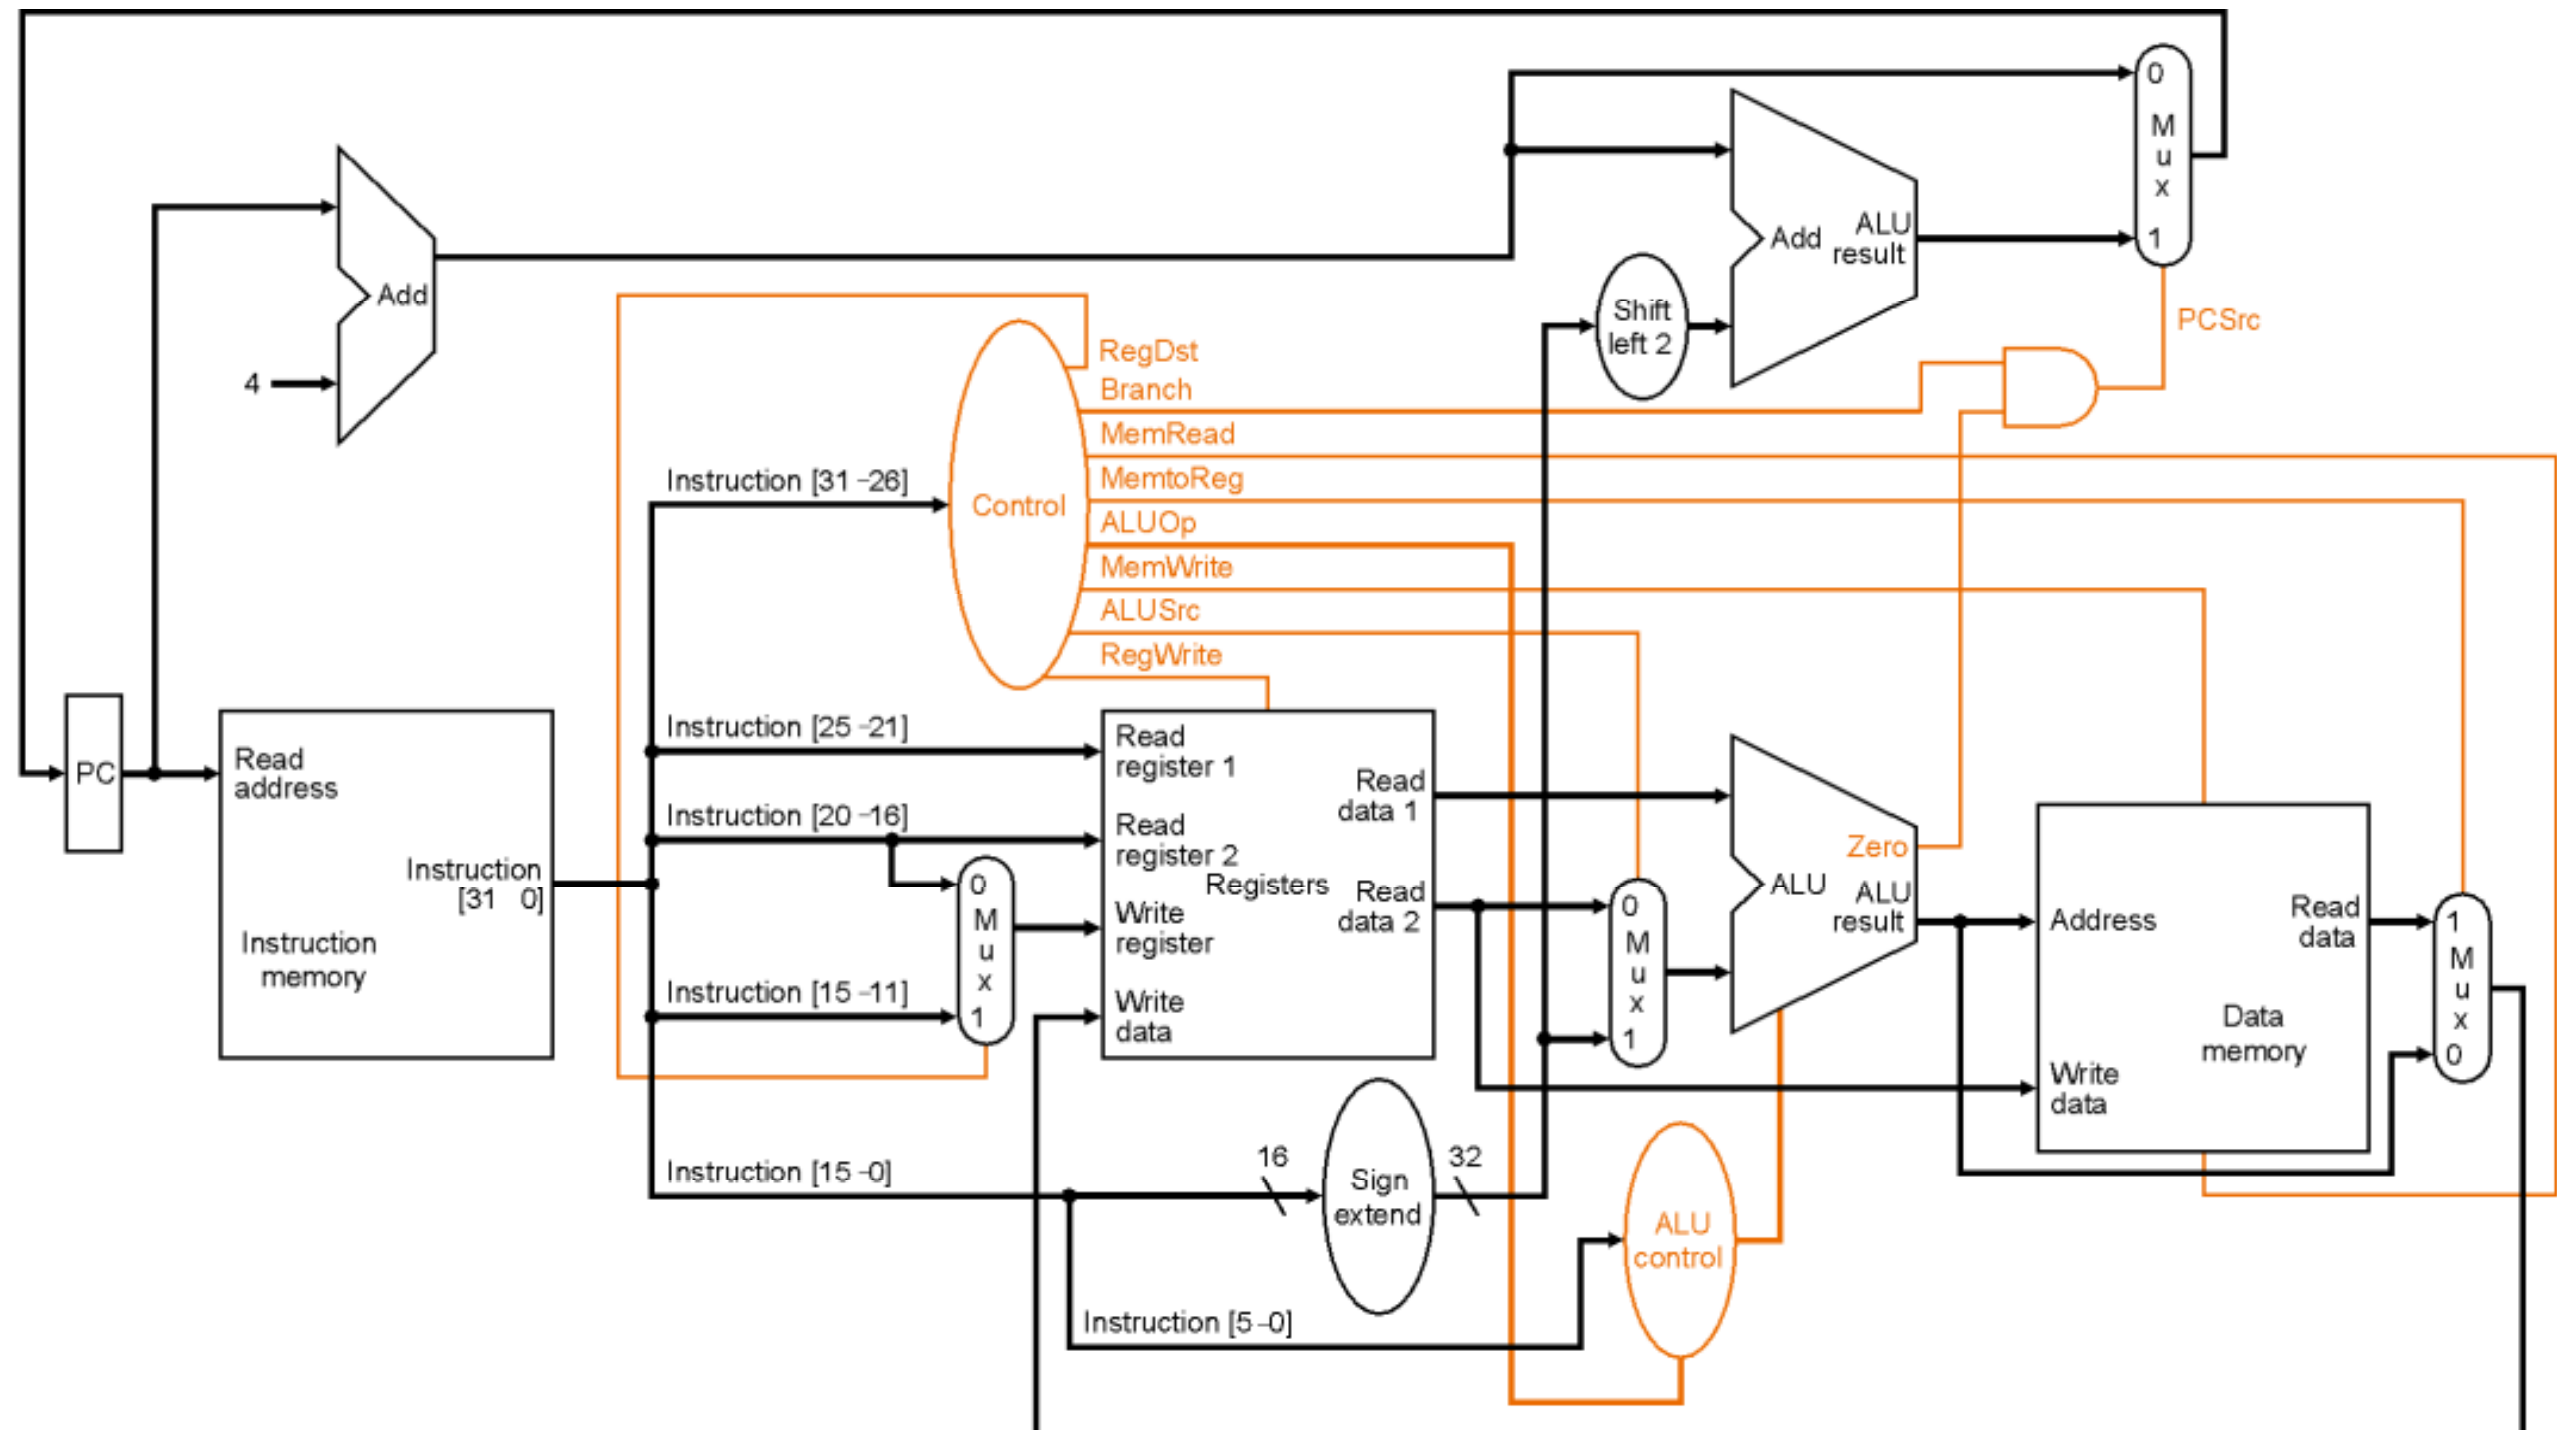 0
M
u
x
1
Add
ALU
result
Shift
left 2
Add
4
PCSrc
RegDst
Branch
MemRead
MemtoReg
ALUOp
MemWrite
ALUSrc
RegWrite
Control
Instruction [31 –26]
Instruction [25 –21]
Instruction [20 –16]
Instruction [15 –11]
Instruction [15 –0]
Instruction [5 –0]
PC
Read
address
Instruction
[31 0]
Instruction
memory
0
M
u
x
1
Read
register 1
Read
register 2
Write
register
Write
data
Registers
Read
data 1
Read
data 2
0
M
u
x
1
Zero
ALU
ALU
result
Address
Write
data
Read
data
Data
memory
1
M
u
x
0
16
Sign
extend
32
ALU
control